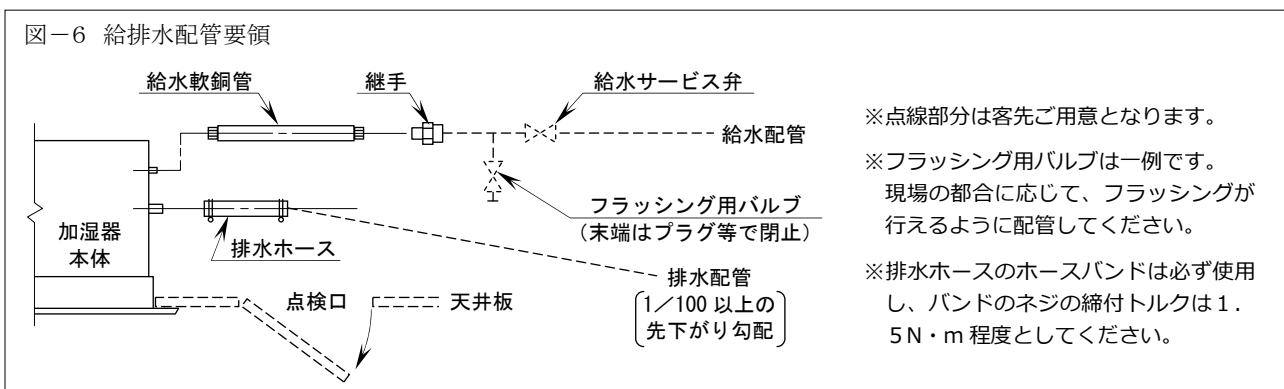 図－6 給排水配管要領
給水軟銅管
継手
給水サービス弁
給水配管
フラッシング用バルブ
（末端はプラグ等で閉止）
加湿器
本体
排水ホース
排水配管
1／100 以上の
先下がり勾配
点検口
天井板
※点線部分は客先ご用意となります。
※フラッシング用バルブは一例です。
現場の都合に応じて、フラッシングが
行えるように配管してください。
※排水ホースのホースバンドは必ず使用
し、バンドのネジの締付トルクは１．
５Ｎ・ｍ 程度としてください。